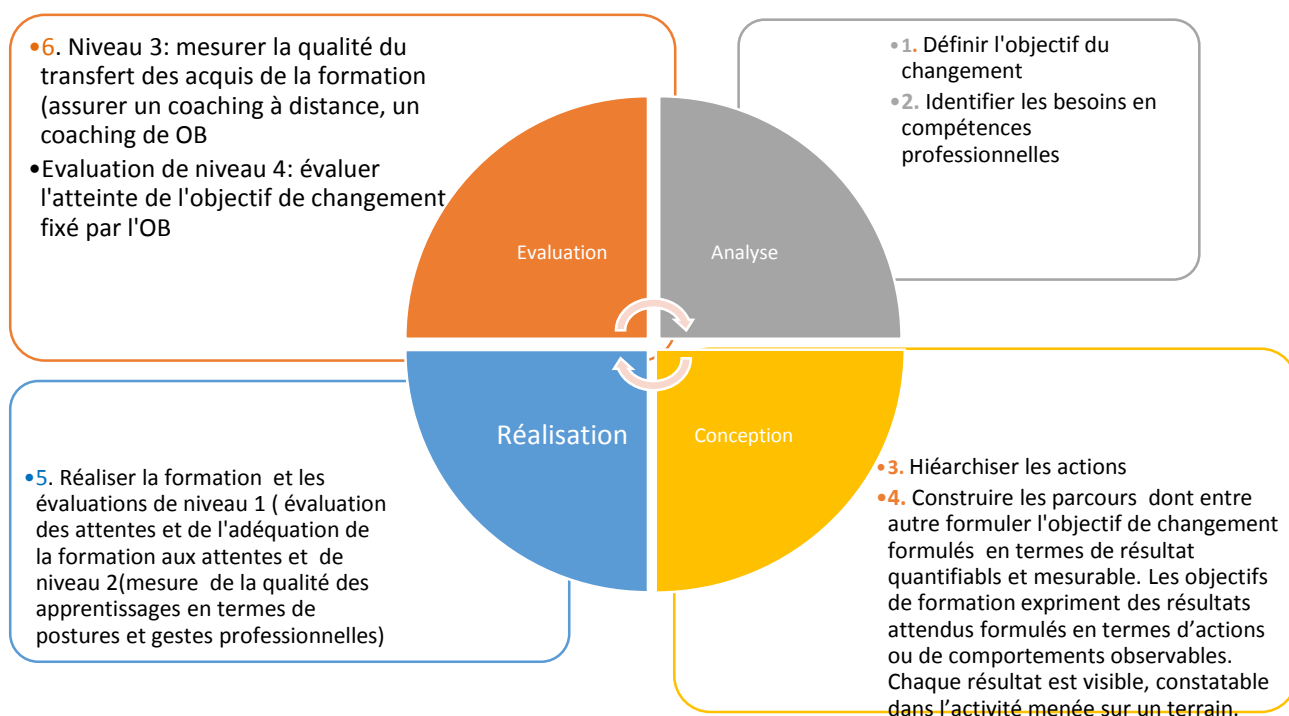 •6. Niveau 3: mesurer la qualité du
transfert des acquis de la formation
(assurer un coaching à distance, un
coaching de OB
•Evaluation de niveau 4: évaluer
l'atteinte de l'objectif de changement
fixé par l'OB
•1. Définir l'objectif du
changement
•2. Identifier les besoins en
compétences
professionnelles
Evaluation
Analyse
Réalisation
Conception
•5. Réaliser la formation et les
évaluations de niveau 1 ( évaluation
des attentes et de l'adéquation de
la formation aux attentes et de
niveau 2(mesure de la qualité des
apprentissages en termes de
postures et gestes professionnelles)
•3. Hiéarchiser les actions
•4. Construire les parcours dont entre
autre formuler l'objectif de changement
formulés en termes de résultat
quantifiabls et mesurable. Les objectifs
de formation expriment des résultats
attendus formulés en termes d’actions
ou de comportements observables.
Chaque résultat est visible, constatable
dans l’activité menée sur un terrain.